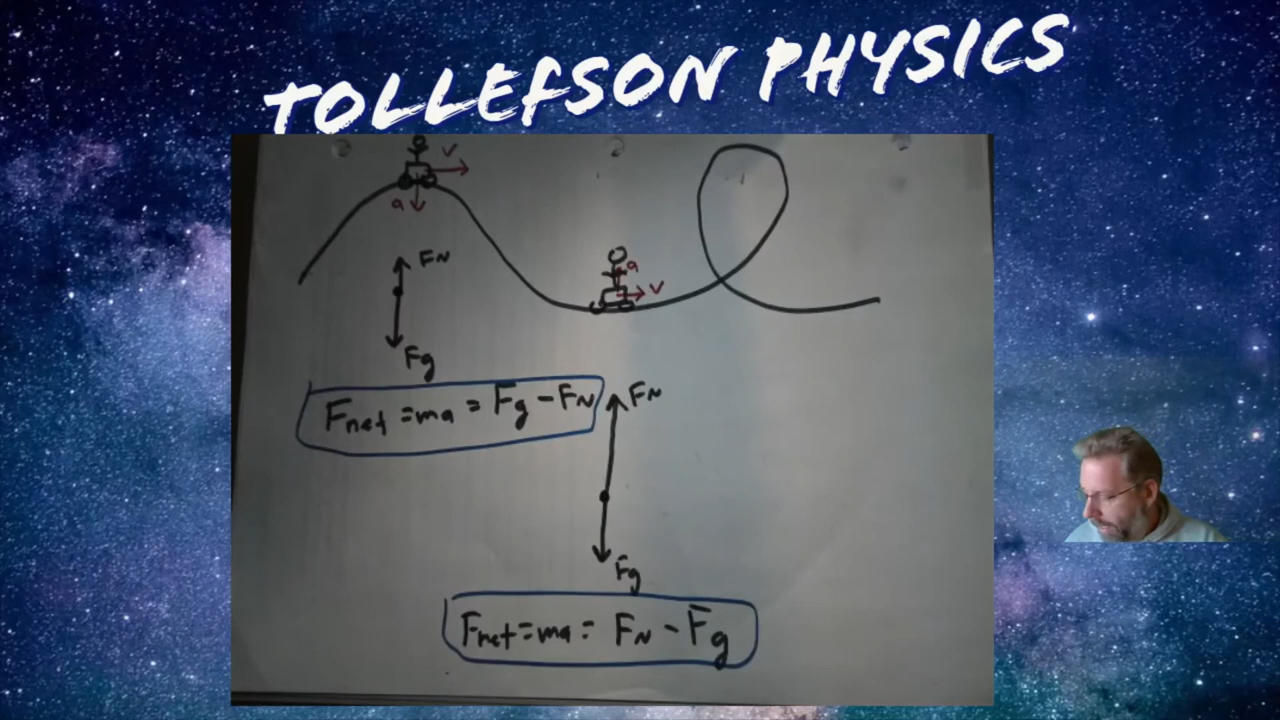 TOLLEFSON PHYSICS
v
a
FN
a
v
Fg
Fnet = ma = Fg - FN
FN
Fg
Fnet = ma = FN - Fg